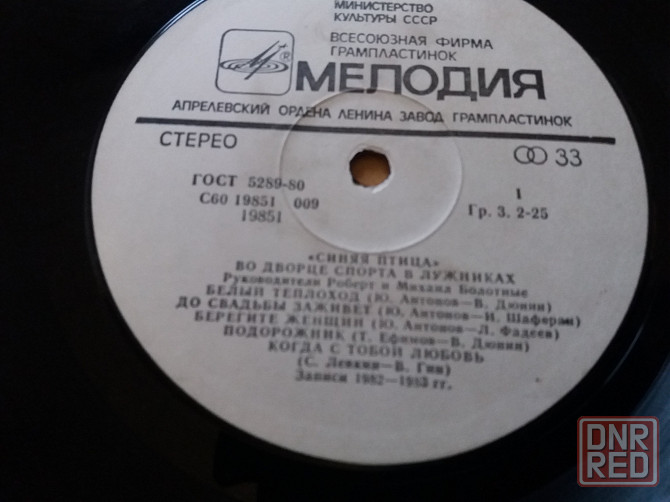 МИНИСТЕРСТВО
КУЛЬТУРЫ СССР
ВСЕСОЮЗНАЯ ФИРМА
ГРАМПЛАСТИНОК
®
МЕЛОДИЯ
АПРЕЛЕВСКИЙ ОРДЕНА ЛЕНИНА ЗАВОД ГРАМПЛАСТИНОК
СТЕРЕО
33
ГОСТ 5289-80
1
С60 19851 009
Гр. 3. 2-25
19851
«СИНЯЯ ПТИЦА»
ВО ДВОРЦЕ СПОРТА В ЛУЖНИКАХ
Руководители Роберт и Михаил Болотные
БЕЛЫЙ ТЕПЛОХОД (Ю. Антонов—В. Дюнин)
ДО СВАДЬБЫ ЗАЖИВЕТ (Ю. Антонов—И. Шаферан)
БЕРЕГИТЕ ЖЕНЩИН (Ю. Антонов—Л. Фадеев)
ПОДОРОЖНИК (Т. Ефимов—В. Дюнин)
КОГДА С ТОБОЙ ЛЮБОВЬ
(С. Левкин—В. Гин)
Записи 1982—1983 гг.
DNR
RED